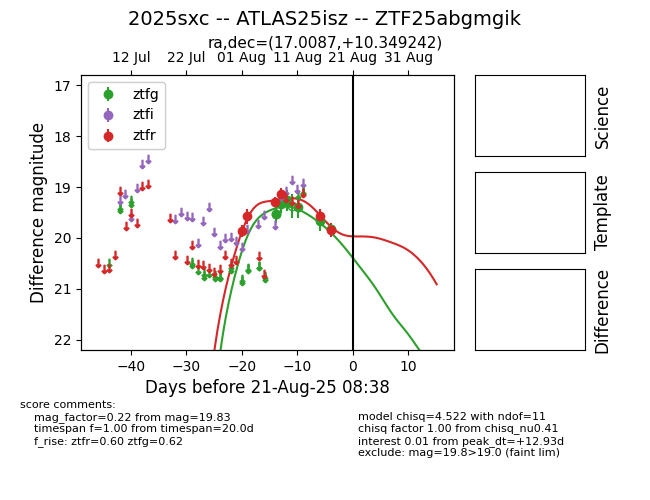 2025sxc -- ATLAS25isz -- ZTF25abgmgik
ra,dec=(17.0087,+10.349242)
12 Jul 22 Jul 01 Aug 11 Aug 21 Aug 31 Aug
17
18
19
20
21
22
Difference magnitude
ztfg
ztfi
ztfr
−40 −30 −20 −10 0 10
Days before 21-Aug-25 08:38
Science
Template
Difference
score comments:
mag_factor=0.22 from mag=19.83
timespan f=1.00 from timespan=20.0d
f_rise: ztfr=0.60 ztfg=0.62
model chisq=4.522 with ndof=11
chisq factor 1.00 from chisq_nu0.41
interest 0.01 from peak_dt=+12.93d
exclude: mag=19.8>19.0 (faint lim)